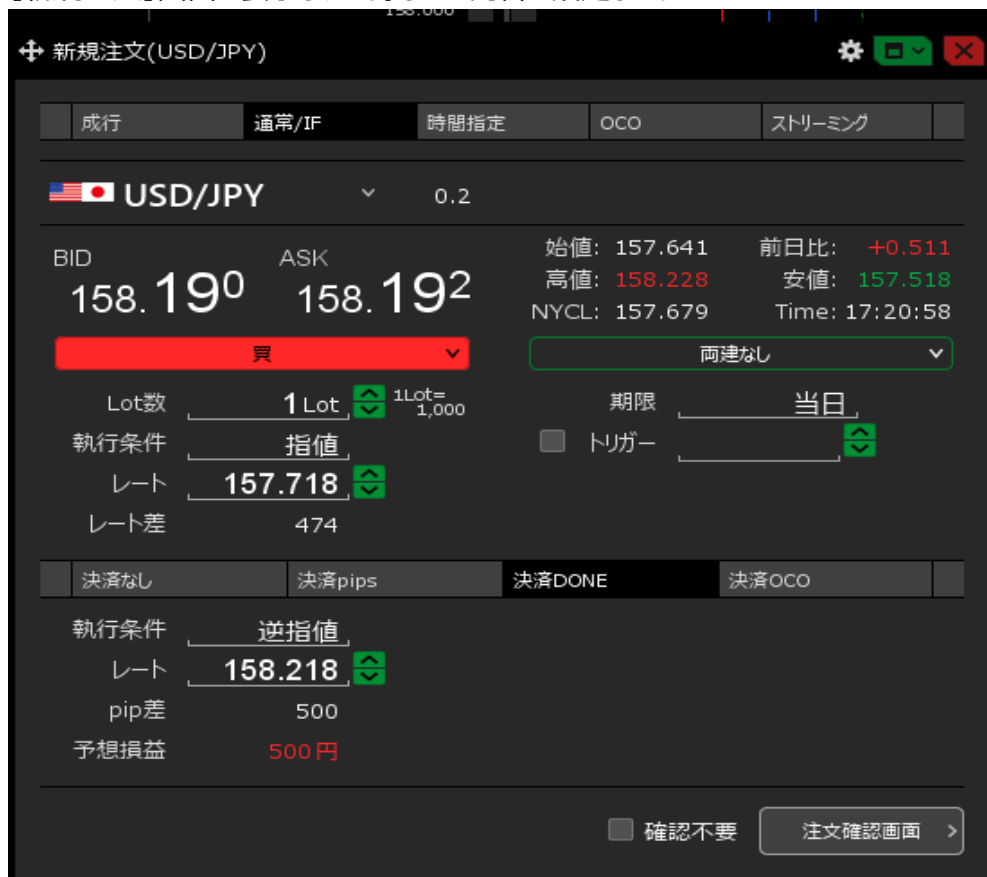 158.000
新規注文(USD/JPY)
成行 通常/IF 時間指定 OCO ストリーミング
USD/JPY 0.2
BID 158.190 ASK 158.192
始値: 157.641 前日比: +0.511
高値: 158.228 安値: 157.518
NYCL: 157.679 Time: 17:20:58
買 両建なし
Lot数 1 Lot 1Lot=1,000 期限 当日
執行条件 指値 トリガー
レート 157.718
レート差 474
決済なし 決済pips 決済DONE 決済OCO
執行条件 逆指値
レート 158.218
pip差 500
予想損益 500円
確認不要 注文確認画面 >